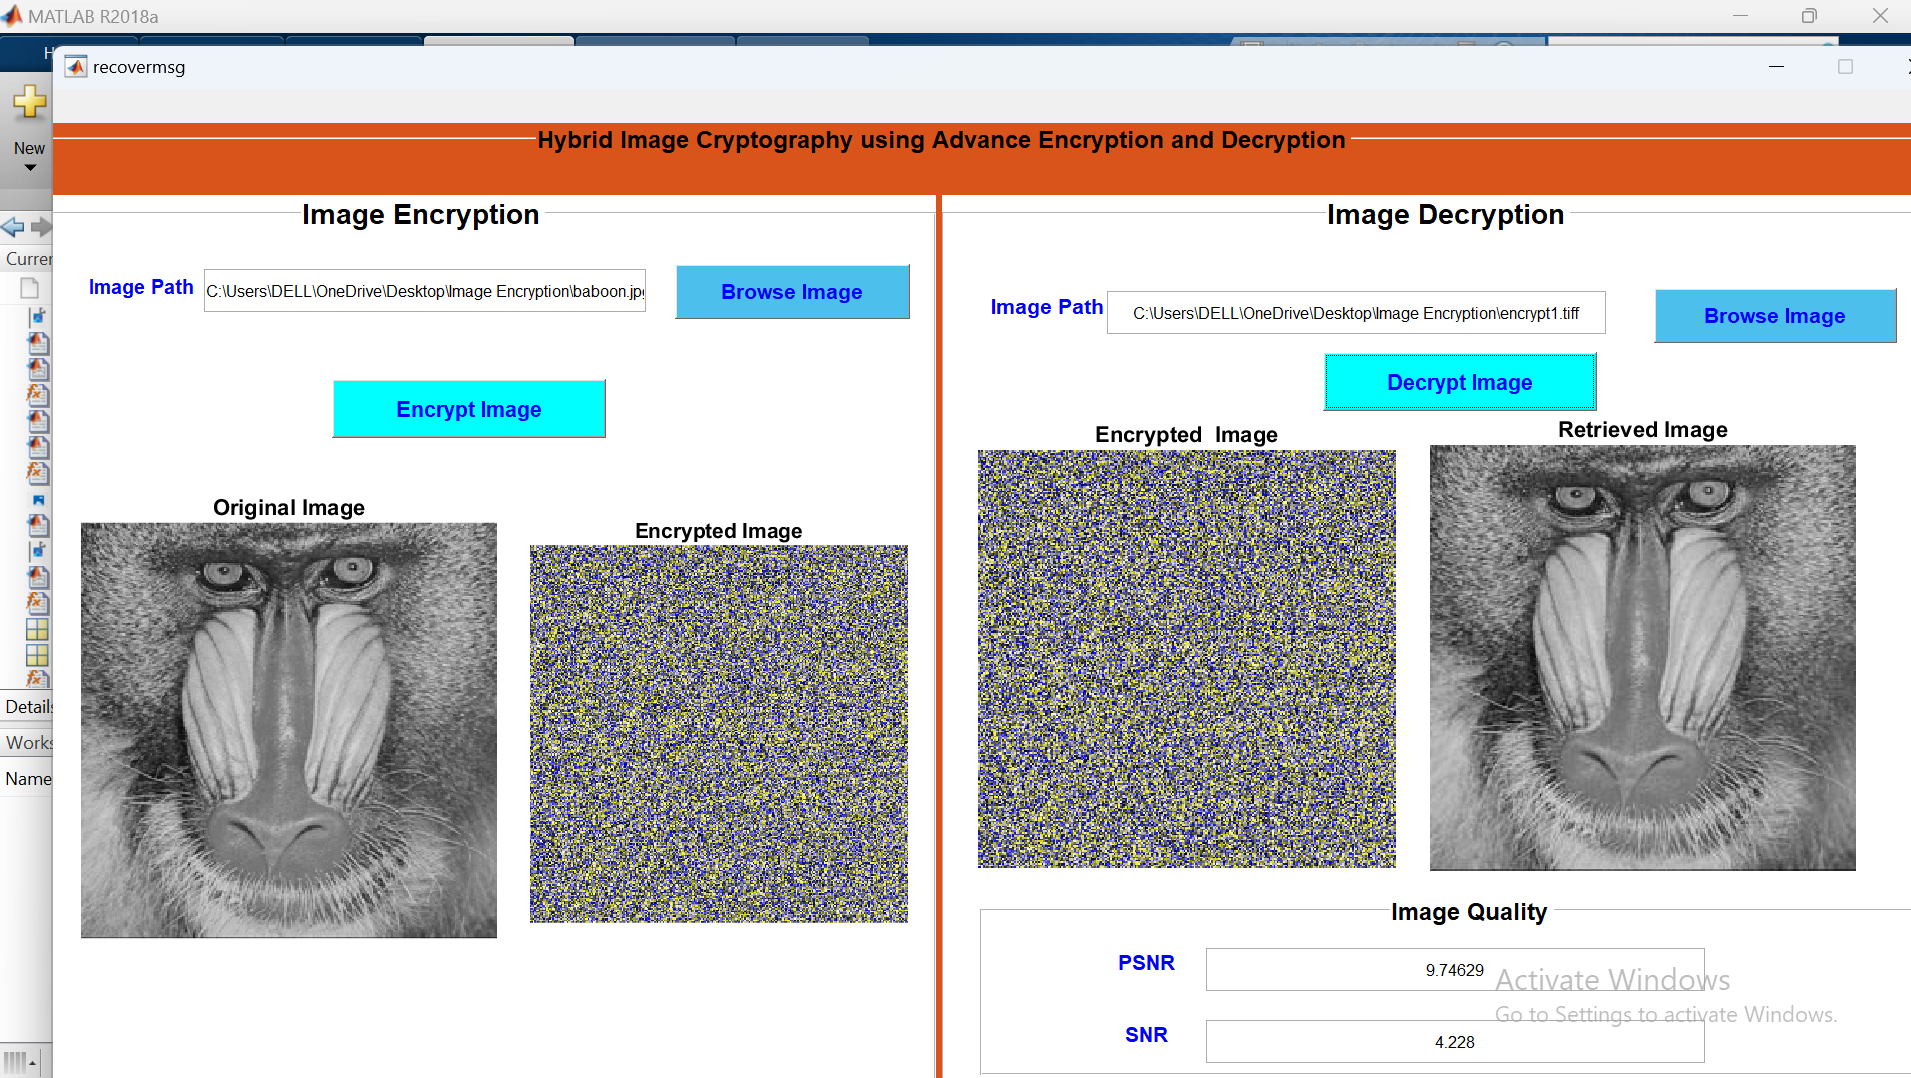 MATLAB R2018a
recovermsg
New
Hybrid Image Cryptography using Advance Encryption and Decryption
Image Encryption
Image Path
C:\Users\DELL\OneDrive\Desktop\Image Encryption\baboon.jp
Browse Image
Encrypt Image
Original Image
Encrypted Image
Image Decryption
Image Path
C:\Users\DELL\OneDrive\Desktop\Image Encryption\encrypt1.tiff
Browse Image
Decrypt Image
Encrypted Image
Retrieved Image
Image Quality
PSNR
9.74629
SNR
4.228
Curre
Details
Works
Name
Activate Windows
Go to Settings to activate Windows.